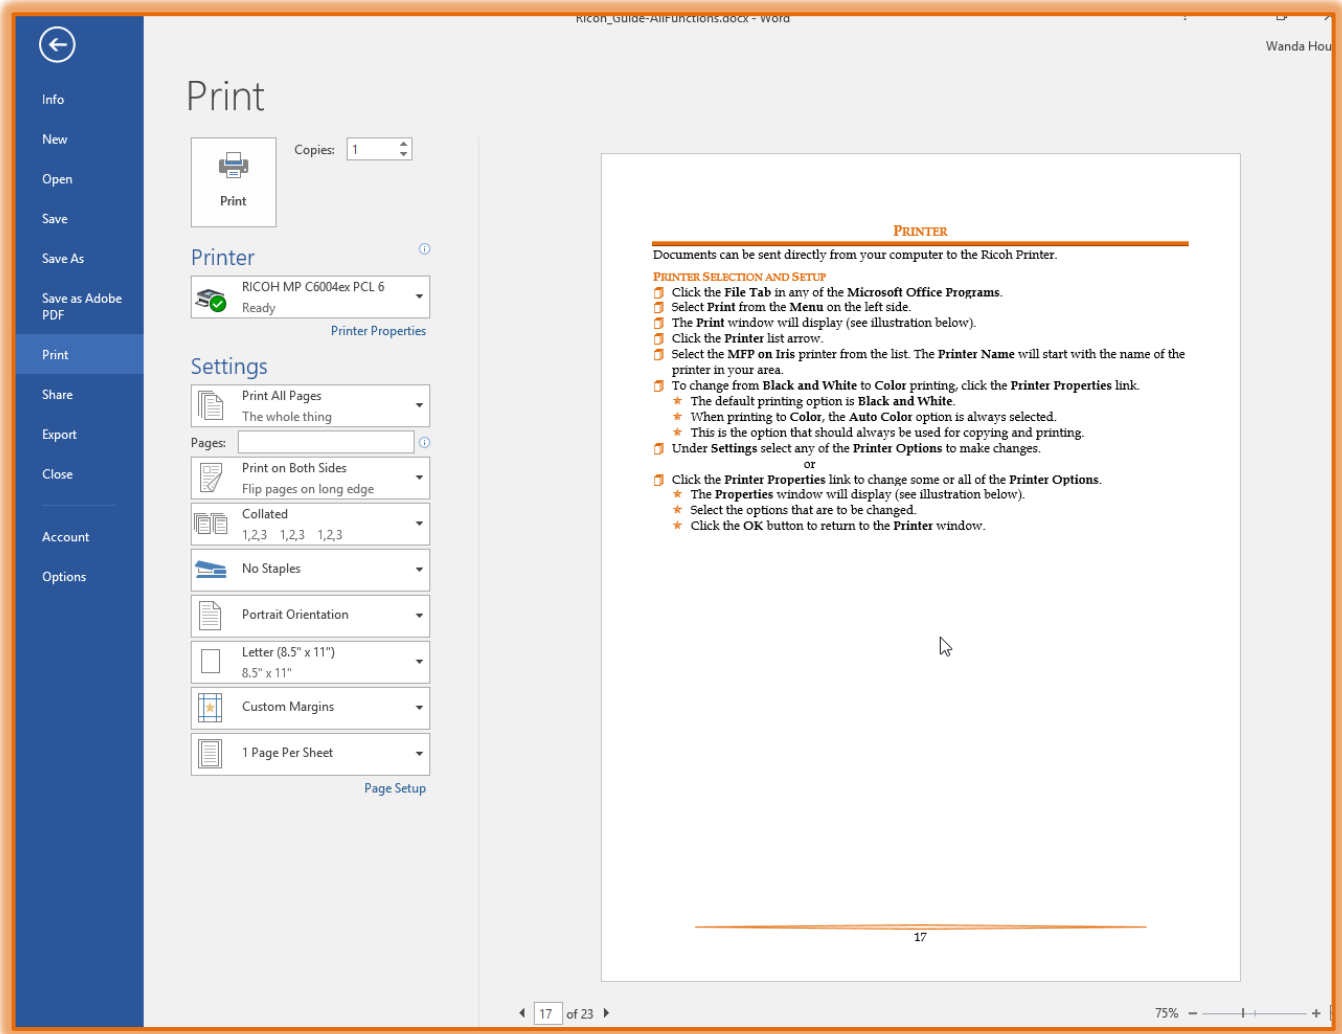 Ricoh_Guide-AllFunctions.docx - Word
Wanda Hou
Info
New
Open
Save
Save As
Save as Adobe
PDF
Print
Share
Export
Close
Account
Options
Print
Print
Copies: 1
Printer
RICOH MP C6004ex PCL 6
Ready
Printer Properties
Settings
Print All Pages
The whole thing
Pages:
Print on Both Sides
Flip pages on long edge
Collated
1,2,3 1,2,3 1,2,3
No Staples
Portrait Orientation
Letter (8.5" x 11")
8.5" x 11"
Custom Margins
1 Page Per Sheet
Page Setup
PRINTER
Documents can be sent directly from your computer to the Ricoh Printer.
PRINTER SELECTION AND SETUP
Click the File Tab in any of the Microsoft Office Programs.
Select Print from the Menu on the left side.
The Print window will display (see illustration below).
Click the Printer list arrow.
Select the MFP on Iris printer from the list. The Printer Name will start with the name of the
printer in your area.
To change from Black and White to Color printing, click the Printer Properties link.
The default printing option is Black and White.
When printing to Color, the Auto Color option is always selected.
This is the option that should always be used for copying and printing.
Under Settings select any of the Printer Options to make changes.
or
Click the Printer Properties link to change some or all of the Printer Options.
The Properties window will display (see illustration below).
Select the options that are to be changed.
Click the OK button to return to the Printer window.
17
17 of 23
75%